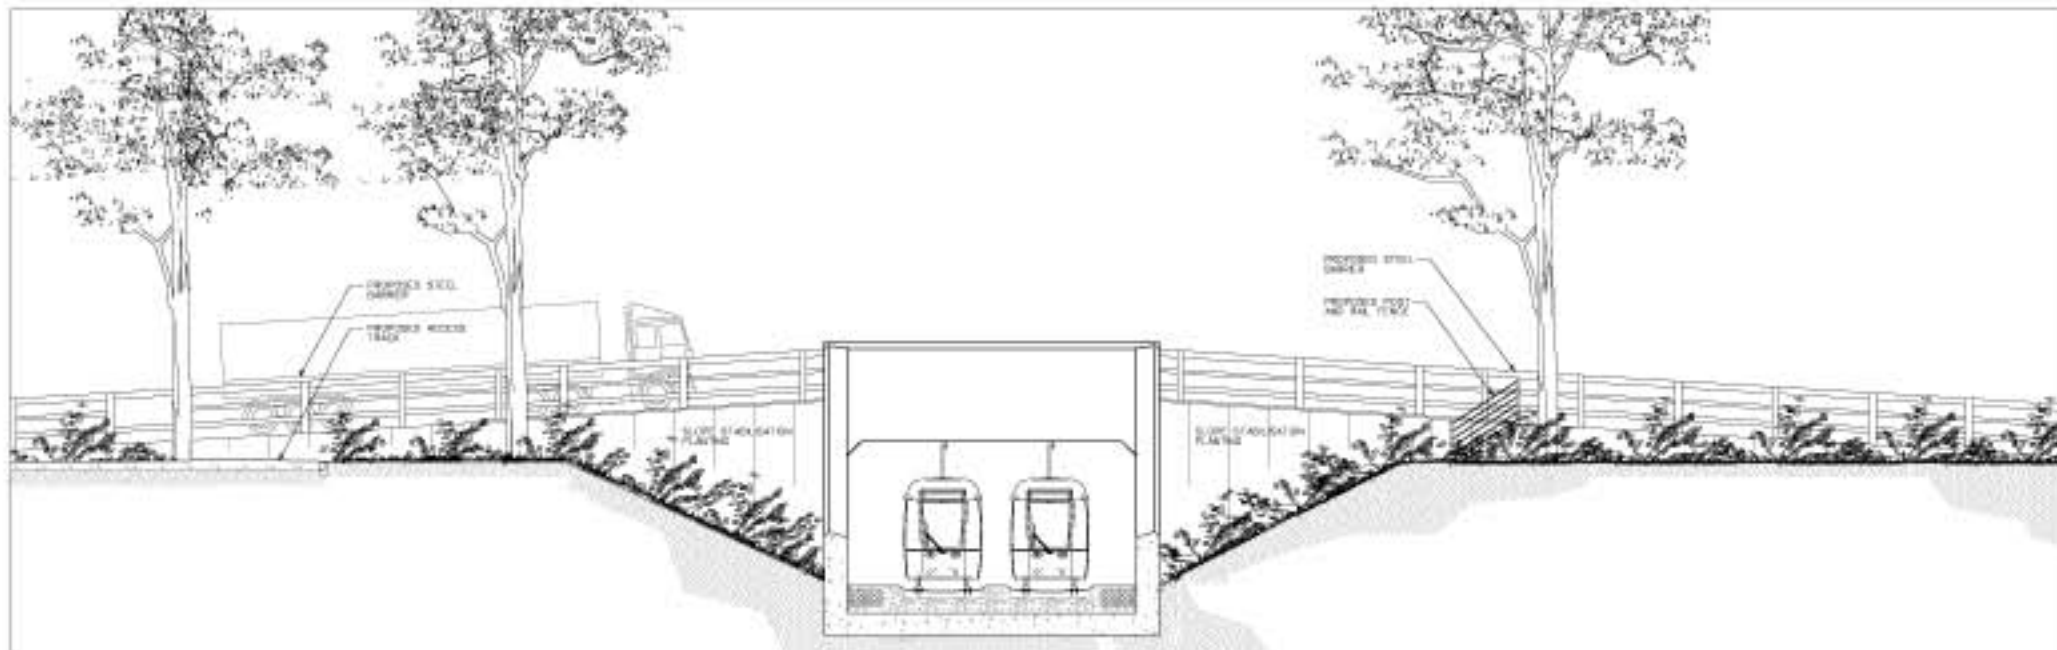 PROPOSED STEEL
BARRIER
PROPOSED ACCESS
TRACK
SLOPE STABILISATION
PLANTING
PROPOSED STEEL
BARRIER
PROPOSED POST
AND RAIL FENCE
SLOPE STABILISATION
PLANTING